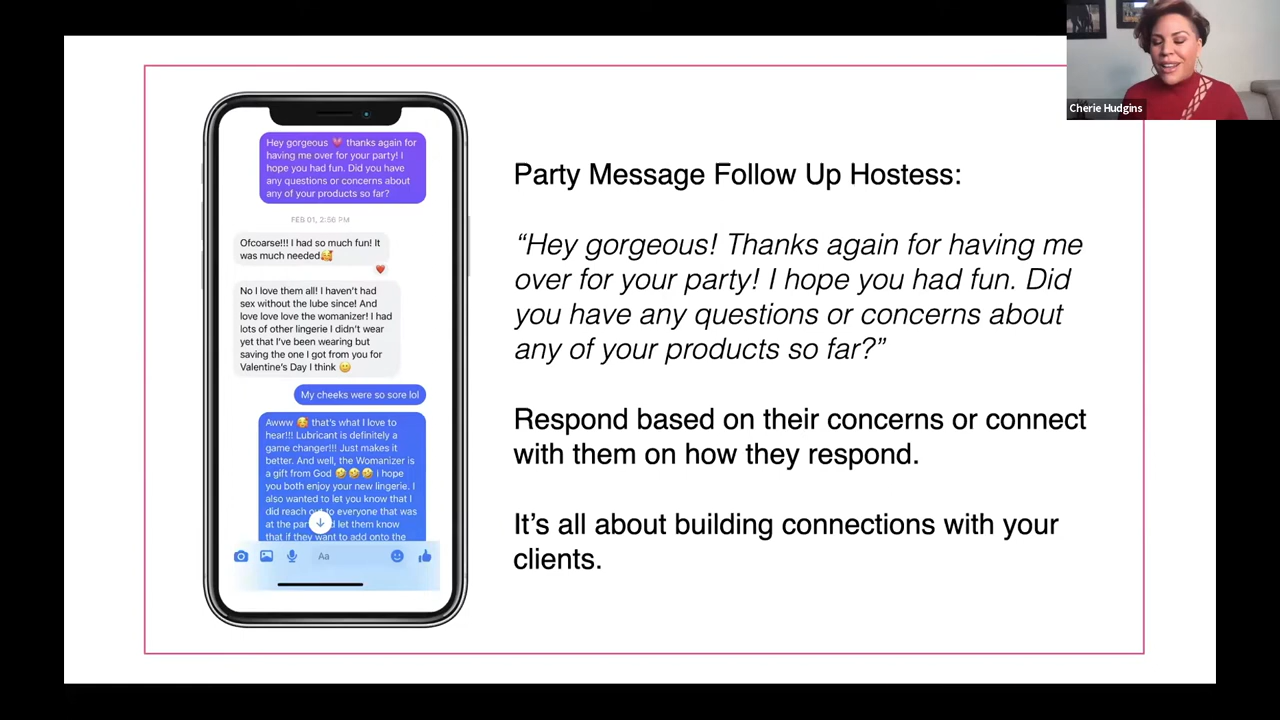 Cherie Hudgins
Hey gorgeous 💗 thanks again for
having me over for your party! I
hope you had fun. Did you have
any questions or concerns about
any of your products so far?
FEB 01, 2:56 PM
Ofcoarse!!! I had so much fun! It
was much needed🥰
❤️
No I love them all! I haven't had
sex without the lube since! And
love love love the womanizer! I had
lots of other lingerie I didn't wear
yet that I've been wearing but
saving the one I got from you for
Valentine's Day I think 🙂
My cheeks were so sore lol
Awww 🥰 that's what I love to
hear!!! Lubricant is definitely a
game changer!!! Just makes it
better. And well, the Womanizer is
a gift from God 🤣🤣🤣 I hope
you both enjoy your new lingerie. I
also wanted to let you know that I
did reach to everyone that was
at the let them know
that if they want to add onto the
Aa
Party Message Follow Up Hostess:
“Hey gorgeous! Thanks again for having me
over for your party! I hope you had fun. Did
you have any questions or concerns about
any of your products so far?”
Respond based on their concerns or connect
with them on how they respond.
It’s all about building connections with your
clients.